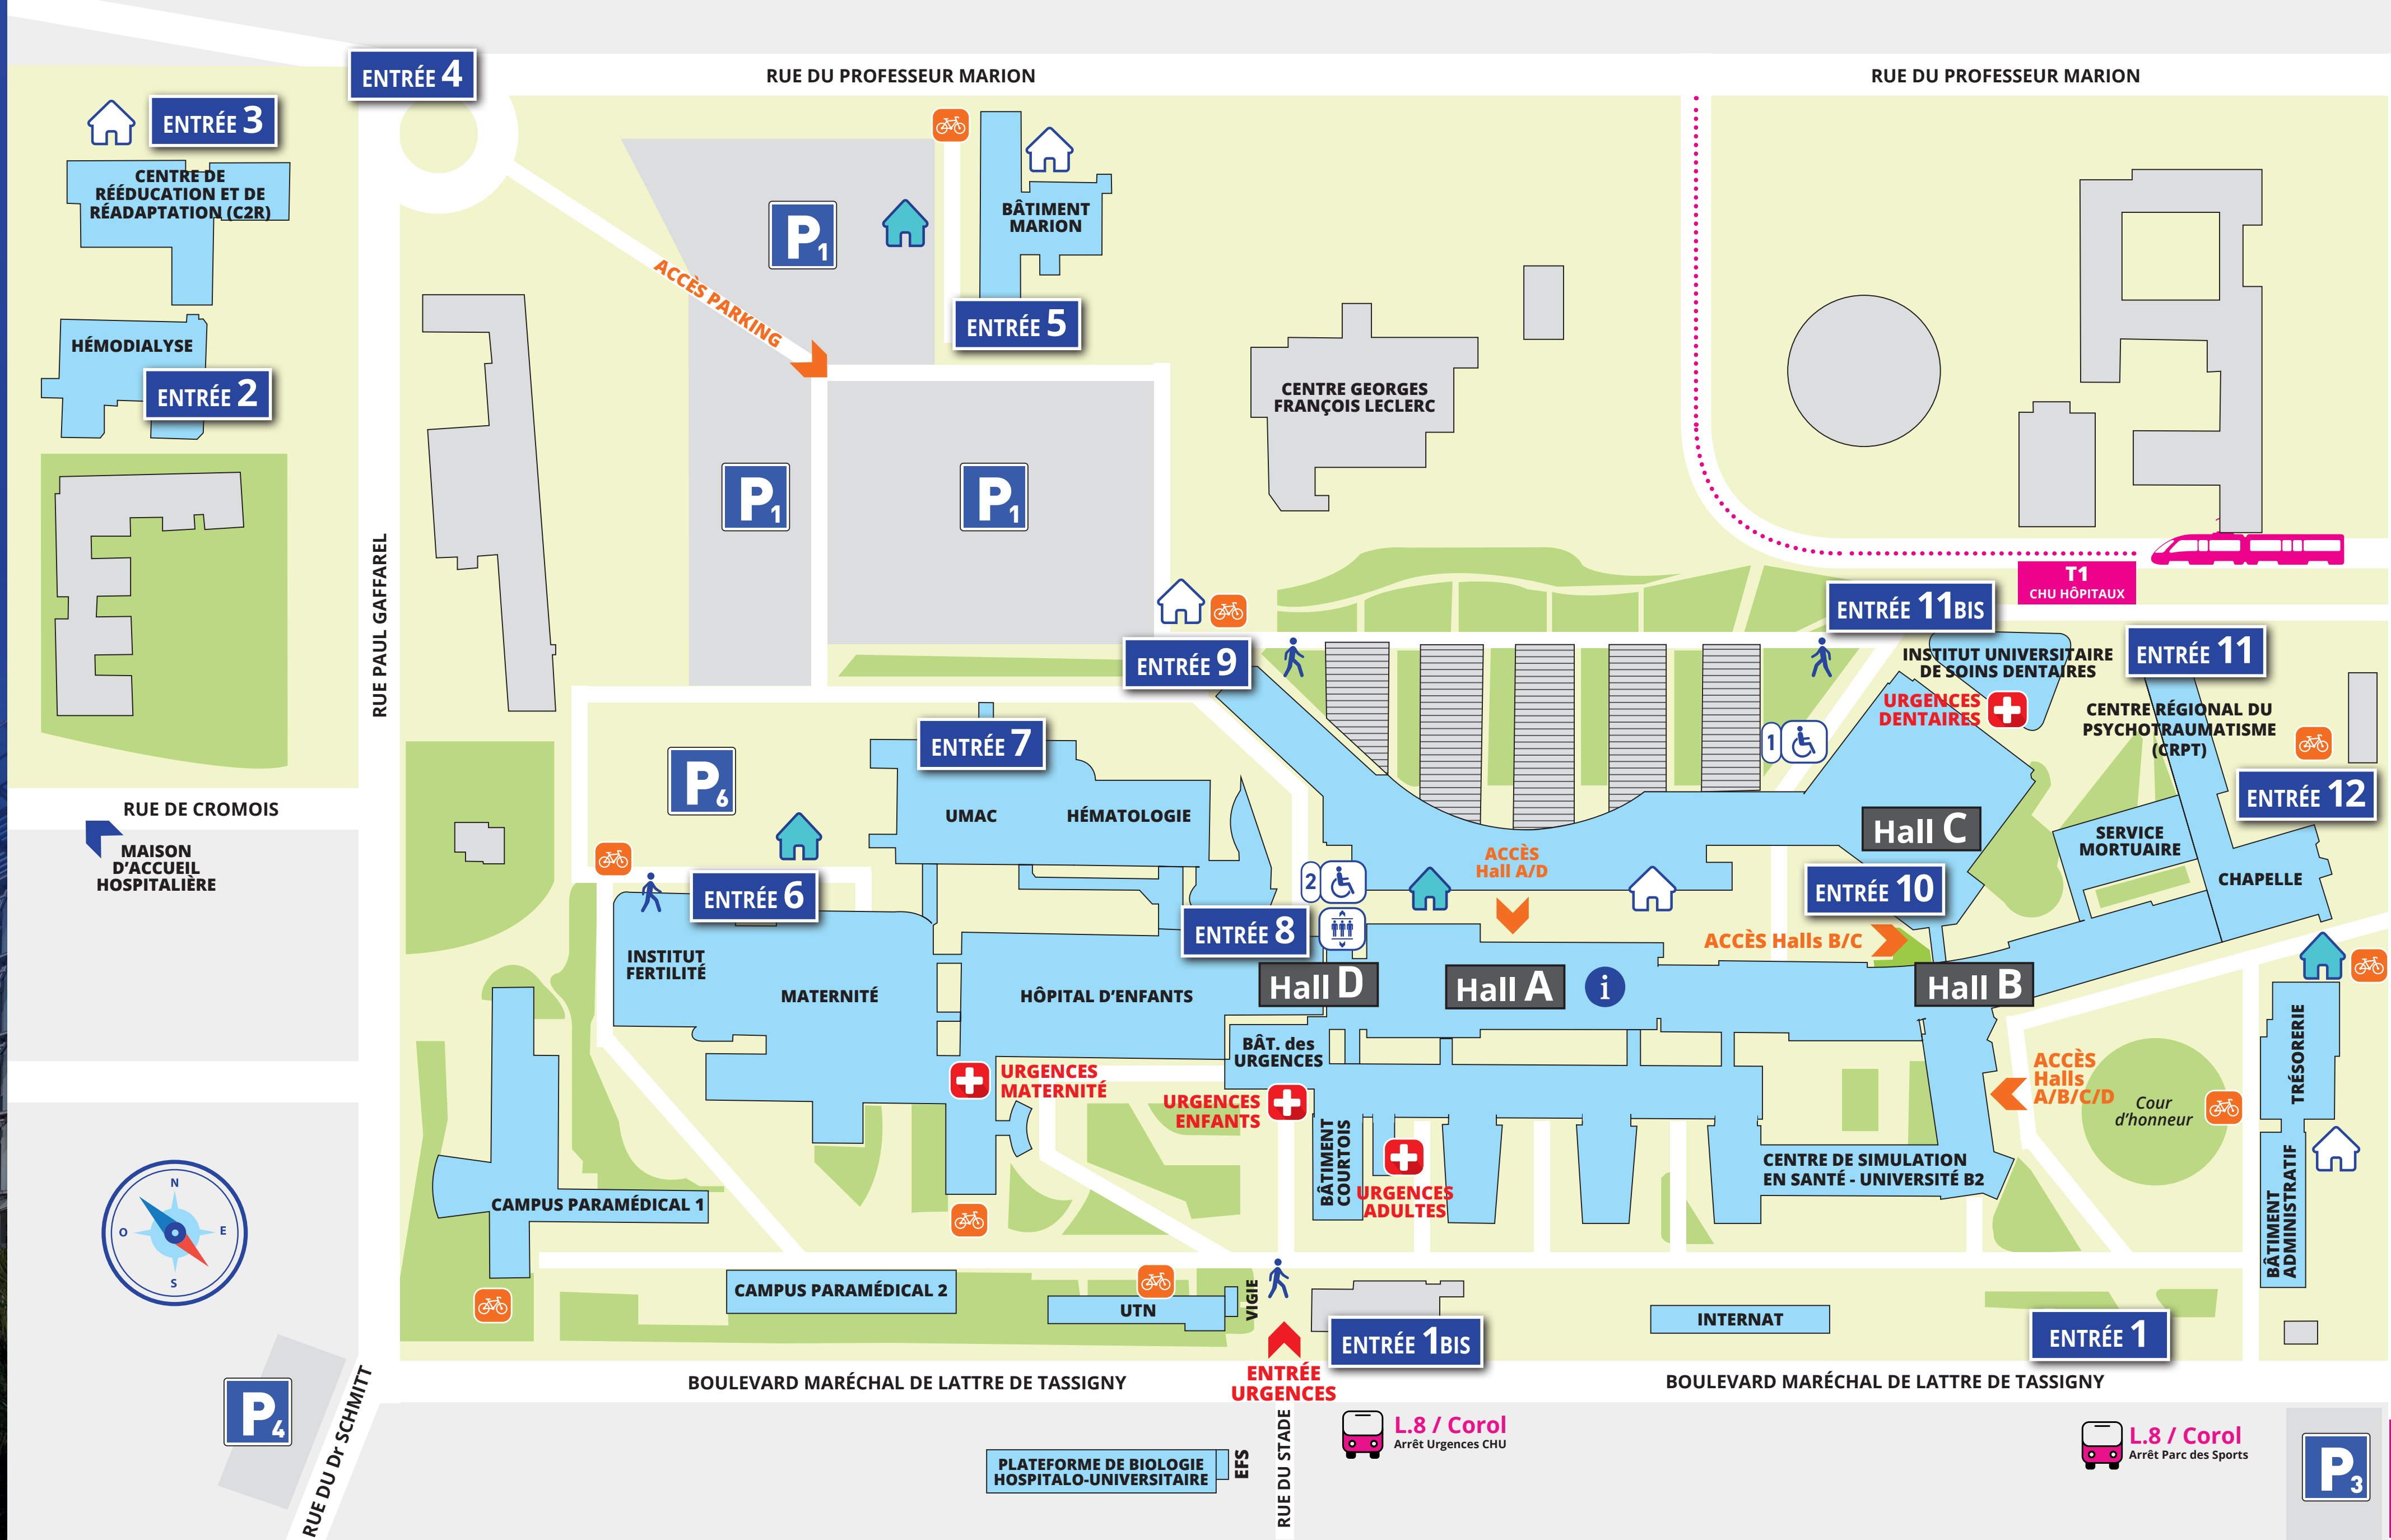 RUE DU PROFESSEUR MARION
RUE DU PROFESSEUR MARION
ENTRÉE 4
ENTRÉE 3
CENTRE DE
RÉÉDUCATION ET DE
RÉADAPTATION (C2R)
HÉMODIALYSE
ENTRÉE 2
P1
ACCÈS PARKING
BÂTIMENT
MARION
ENTRÉE 5
P1
P1
CENTRE GEORGES
FRANÇOIS LECLERC
RUE PAUL GAFFAREL
T1
CHU HÔPITAUX
ENTRÉE 9
ENTRÉE 11BIS
INSTITUT UNIVERSITAIRE
DE SOINS DENTAIRES
URGENCES
DENTAIRES
ENTRÉE 11
CENTRE RÉGIONAL DU
PSYCHOTRAUMATISME
(CRPT)
ENTRÉE 12
1
RUE DE CROMOIS
MAISON
D'ACCUEIL
HOSPITALIÈRE
P6
ENTRÉE 7
UMAC
HÉMATOLOGIE
ENTRÉE 6
INSTITUT
FERTILITÉ
MATERNITÉ
HÔPITAL D'ENFANTS
2
ENTRÉE 8
ACCÈS
Hall A/D
Hall C
ENTRÉE 10
ACCÈS Halls B/C
SERVICE
MORTUAIRE
CHAPELLE
Hall D
Hall A
i
Hall B
BÂT. des
URGENCES
URGENCES
MATERNITÉ
URGENCES
ENFANTS
BÂTIMENT
COURTOIS
URGENCES
ADULTES
ACCÈS
Halls
A/B/C/D
Cour
d'honneur
TRÉSORERIE
CENTRE DE SIMULATION
EN SANTÉ - UNIVERSITÉ B2
BÂTIMENT
ADMINISTRATIF
N
O
E
S
CAMPUS PARAMÉDICAL 1
CAMPUS PARAMÉDICAL 2
UTN
VIGIE
ENTRÉE 1BIS
INTERNAT
ENTRÉE 1
ENTRÉE
URGENCES
BOULEVARD MARÉCHAL DE LATTRE DE TASSIGNY
BOULEVARD MARÉCHAL DE LATTRE DE TASSIGNY
P4
RUE DU Dr SCHMITT
PLATEFORME DE BIOLOGIE
HOSPITALO-UNIVERSITAIRE
EFS
RUE DU STADE
L.8 / Corol
Arrêt Urgences CHU
L.8 / Corol
Arrêt Parc des Sports
P3